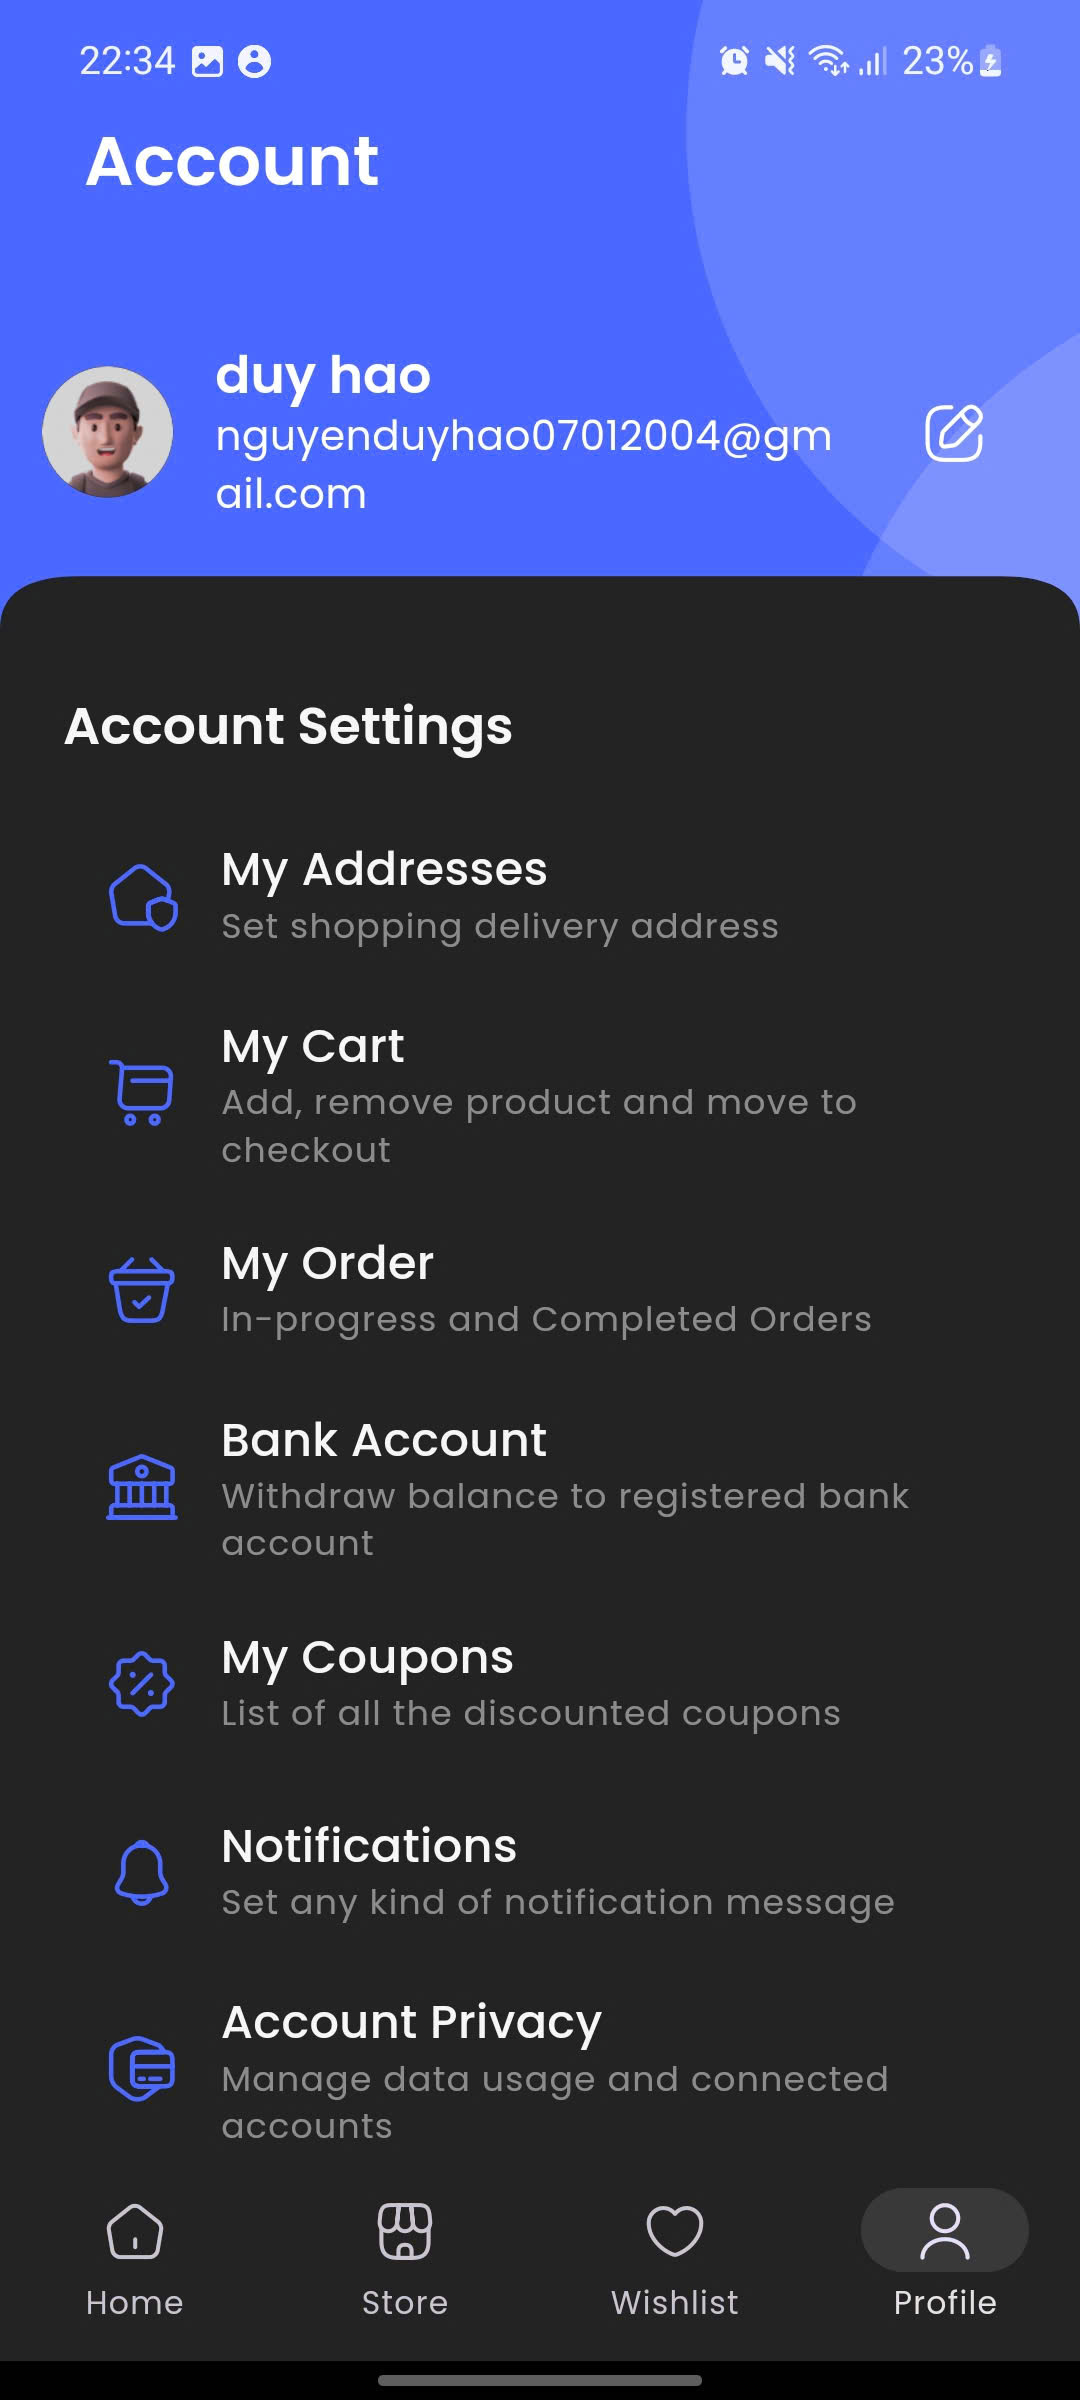 22:34
23%
Account
duy hao
nguyenduyhao07012004@gm
ail.com
Account Settings
My Addresses
Set shopping delivery address
My Cart
Add, remove product and move to
checkout
My Order
In-progress and Completed Orders
Bank Account
Withdraw balance to registered bank
account
My Coupons
List of all the discounted coupons
Notifications
Set any kind of notification message
Account Privacy
Manage data usage and connected
accounts
Home
Store
Wishlist
Profile